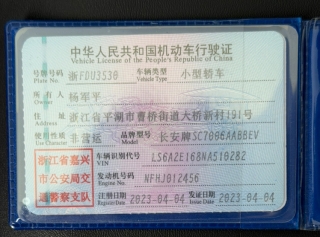 中华人民共和国机动车行驶证
Vehicle License of the People's Republic of China
号牌号码 浙FDU3530 车辆类型 小型轿车
Plate No. Vehicle Type
所有人 杨军平
Owner
住址 浙江省平湖市曹桥街道大桥新村191号
Address
使用性质 非营运 品牌型号 长安牌SC7006AABBEV
Use Character Model
浙江省嘉兴 车辆识别代号 LS6A2E168NA510282
VIN
市公安局交 发动机号码 NFHJ012456
Engine No.
通警察支队 注册日期 2023-04-04 发证日期 2023-04-04
Register Date Issue Date